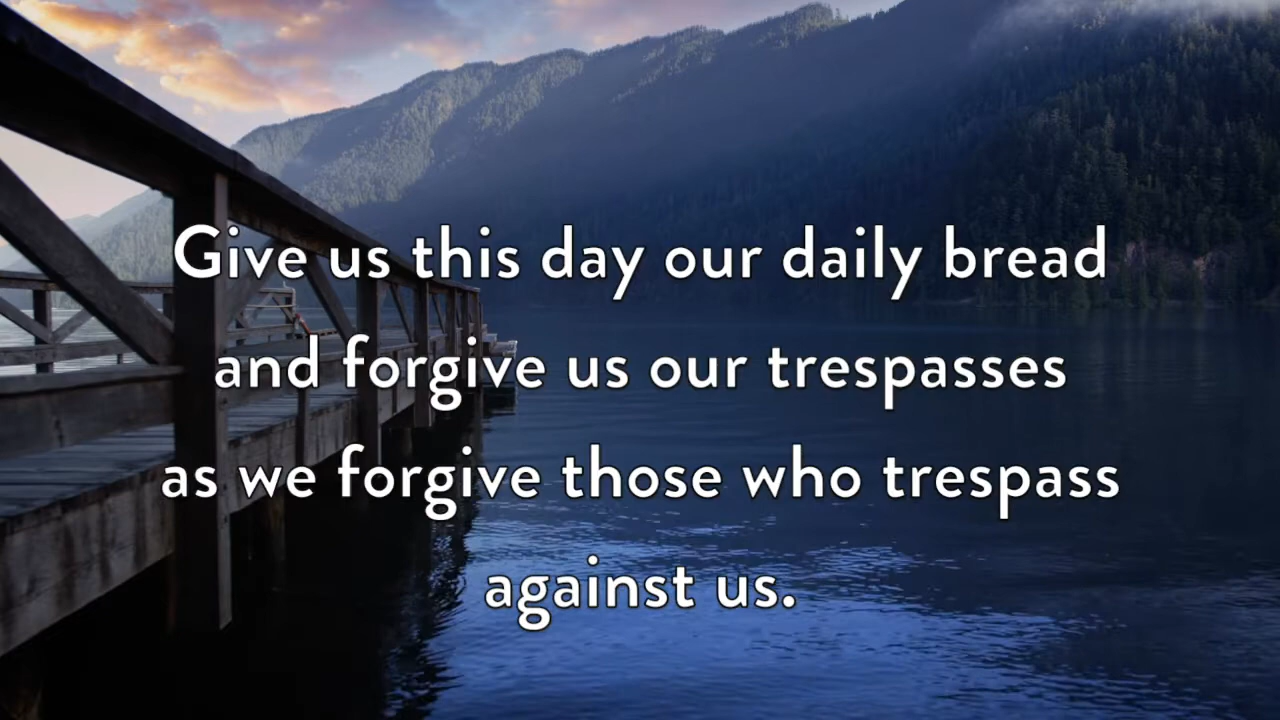 Give us this day our daily bread
and forgive us our trespasses
as we forgive those who trespass
against us.